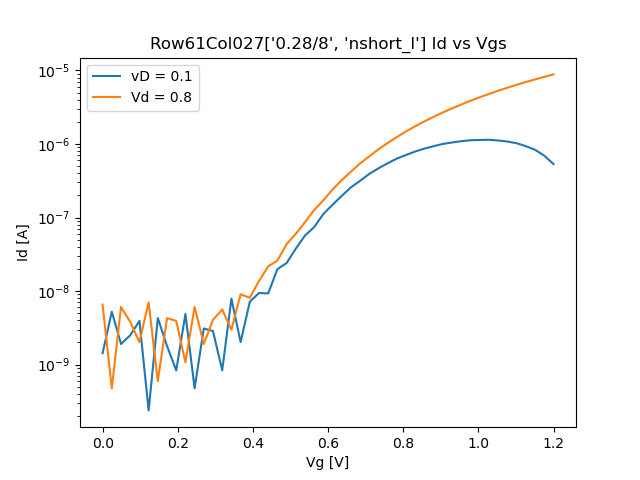 Row61Col027['0.28/8', 'nshort_l'] Id vs Vgs
vD = 0.1
Vd = 0.8
Id [A]
10⁻⁵
10⁻⁶
10⁻⁷
10⁻⁸
10⁻⁹
0.0 0.2 0.4 0.6 0.8 1.0 1.2
Vg [V]